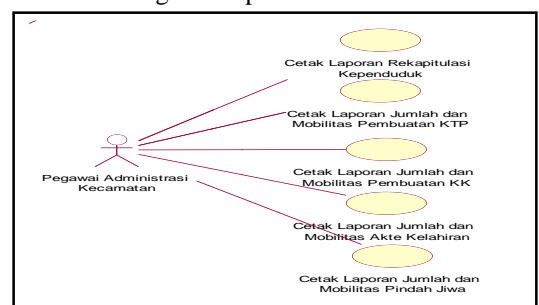 Cetak Laporan Rekapitulasi
Kependuduk
Cetak Laporan Jumlah dan
Mobilitas Pembuatan KTP
Pegawai Administrasi
Kecamatan
Cetak Laporan Jumlah dan
Mobilitas Pembuatan KK
Cetak Laporan Jumlah dan
Mobilitas Akte Kelahiran
Cetak Laporan Jumlah dan
Mobilitas Pindah Jiwa